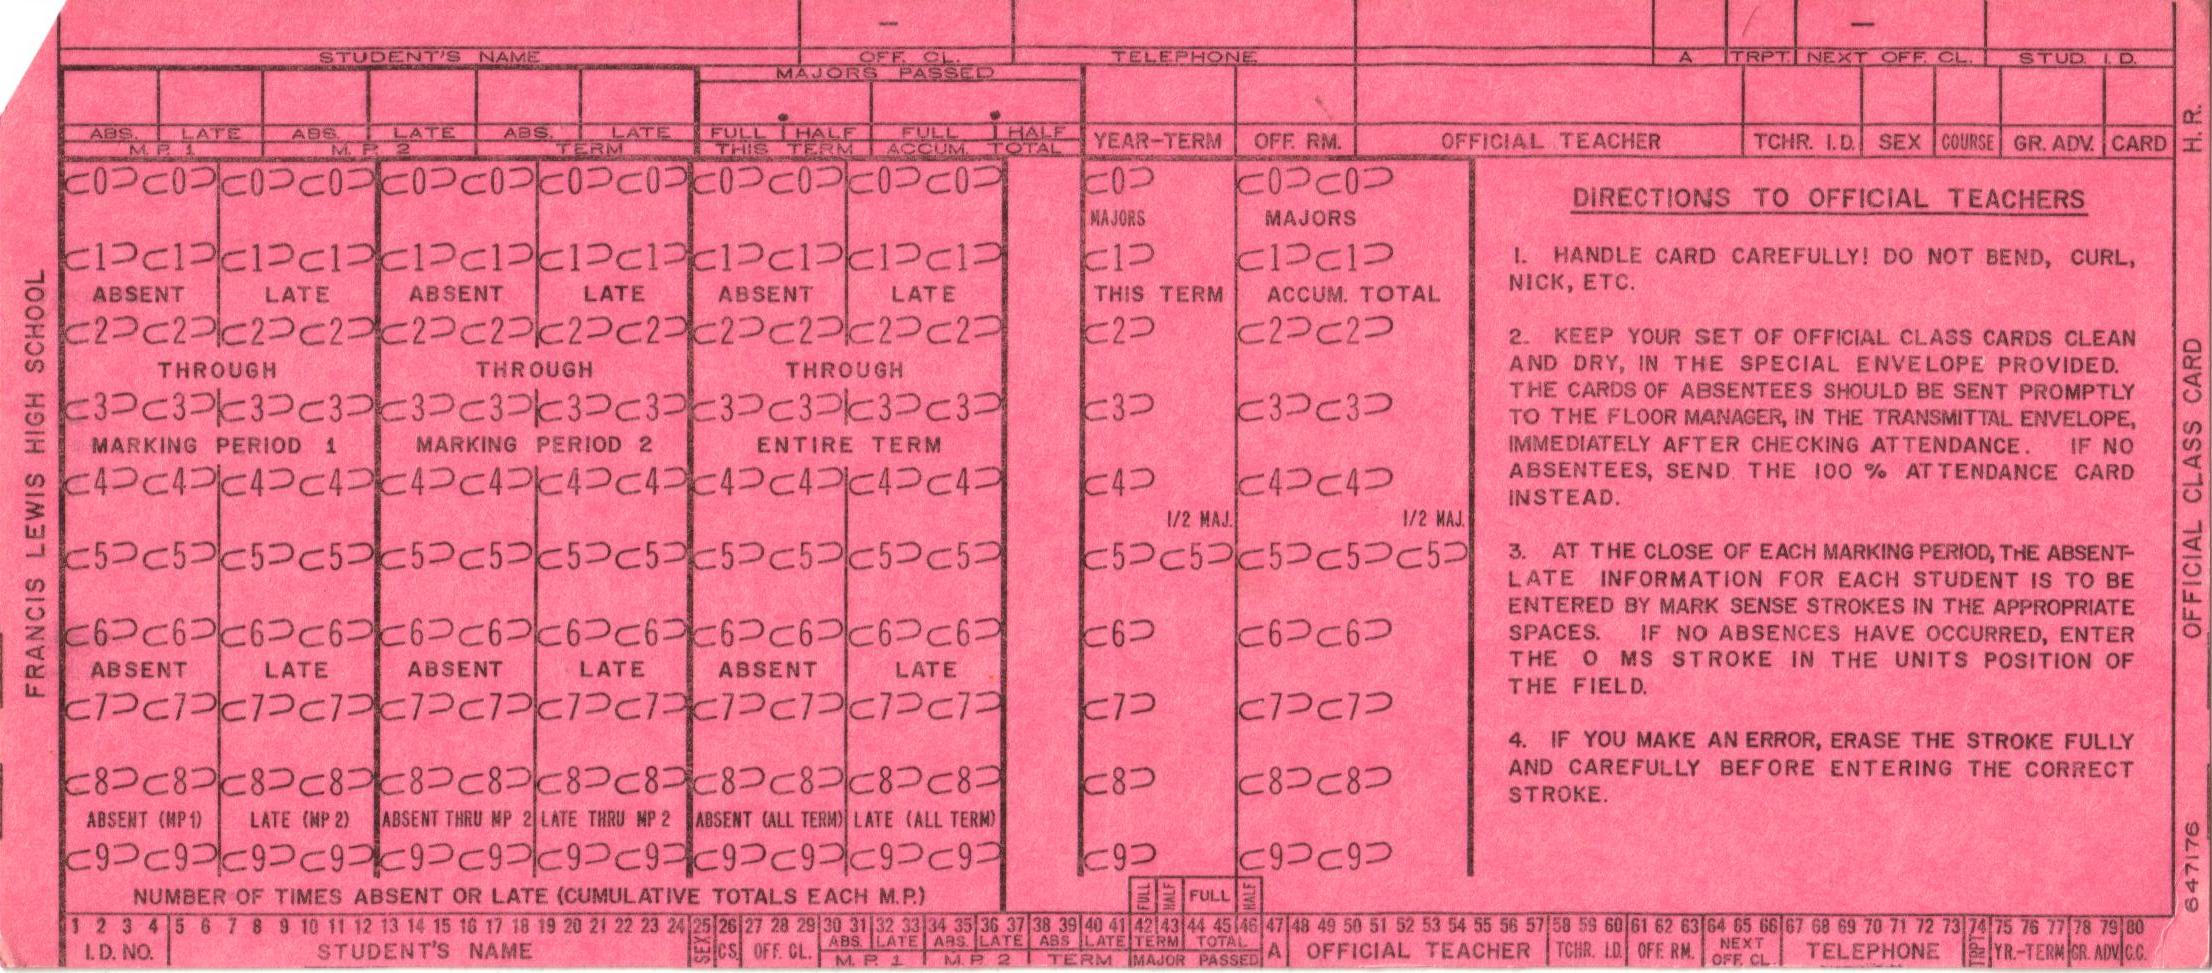 STUDENT'S NAME OFF. CL. TELEPHONE A TRPT. NEXT OFF. CL. STUD. I.D.
MAJORS PASSED
ABS. LATE ABS. LATE ABS. LATE FULL HALF FULL HALF
M.P. 1 M.P. 2 TERM THIS TERM ACCUM. TOTAL
YEAR-TERM OFF. RM. OFFICIAL TEACHER TCHR. I.D. SEX COURSE GR. ADV. CARD
FRANCIS LEWIS HIGH SCHOOL
0 0 0 0 0 0 0 0 0 0 0 0 0 0 0
MAJORS MAJORS
1 1 1 1 1 1 1 1 1 1 1 1 1 1 1
ABSENT LATE ABSENT LATE ABSENT LATE THIS TERM ACCUM. TOTAL
2 2 2 2 2 2 2 2 2 2 2 2 2 2 2
THROUGH THROUGH THROUGH
3 3 3 3 3 3 3 3 3 3 3 3 3 3 3
MARKING PERIOD 1 MARKING PERIOD 2 ENTIRE TERM
4 4 4 4 4 4 4 4 4 4 4 4 4 4 4
1/2 MAJ. 1/2 MAJ.
5 5 5 5 5 5 5 5 5 5 5 5 5 5 5 5 5
6 6 6 6 6 6 6 6 6 6 6 6 6 6 6
ABSENT LATE ABSENT LATE ABSENT LATE
7 7 7 7 7 7 7 7 7 7 7 7 7 7 7
8 8 8 8 8 8 8 8 8 8 8 8 8 8 8
ABSENT (MP1) LATE (MP 2) ABSENT THRU MP 2 LATE THRU MP 2 ABSENT (ALL TERM) LATE (ALL TERM)
9 9 9 9 9 9 9 9 9 9 9 9 9 9 9
NUMBER OF TIMES ABSENT OR LATE (CUMULATIVE TOTALS EACH M.P.)
FULL HALF FULL HALF
DIRECTIONS TO OFFICIAL TEACHERS
1. HANDLE CARD CAREFULLY! DO NOT BEND, CURL,
NICK, ETC.
2. KEEP YOUR SET OF OFFICIAL CLASS CARDS CLEAN
AND DRY, IN THE SPECIAL ENVELOPE PROVIDED.
THE CARDS OF ABSENTEES SHOULD BE SENT PROMPTLY
TO THE FLOOR MANAGER, IN THE TRANSMITTAL ENVELOPE,
IMMEDIATELY AFTER CHECKING ATTENDANCE. IF NO
ABSENTEES, SEND THE 100 % ATTENDANCE CARD
INSTEAD.
3. AT THE CLOSE OF EACH MARKING PERIOD, THE ABSENT-
LATE INFORMATION FOR EACH STUDENT IS TO BE
ENTERED BY MARK SENSE STROKES IN THE APPROPRIATE
SPACES. IF NO ABSENCES HAVE OCCURRED, ENTER
THE O MS STROKE IN THE UNITS POSITION OF
THE FIELD.
4. IF YOU MAKE AN ERROR, ERASE THE STROKE FULLY
AND CAREFULLY BEFORE ENTERING THE CORRECT
STROKE.
H.R.
OFFICIAL CLASS CARD
647176
1 2 3 4 5 6 7 8 9 10 11 12 13 14 15 16 17 18 19 20 21 22 23 24 25 26 27 28 29 30 31 32 33 34 35 36 37 38 39 40 41 42 43 44 45 46 47 48 49 50 51 52 53 54 55 56 57 58 59 60 61 62 63 64 65 66 67 68 69 70 71 72 73 74 75 76 77 78 79 80
I.D. NO. STUDENT'S NAME SEX CS. OFF. CL. ABS. LATE ABS. LATE ABS LATE TERM TOTAL A OFFICIAL TEACHER TCHR. I.D. OFF. RM. NEXT OFF. CL. TELEPHONE TRPT YR.-TERM GR. ADV. C.C.
M.P. 1 M.P. 2 TERM MAJOR PASSED